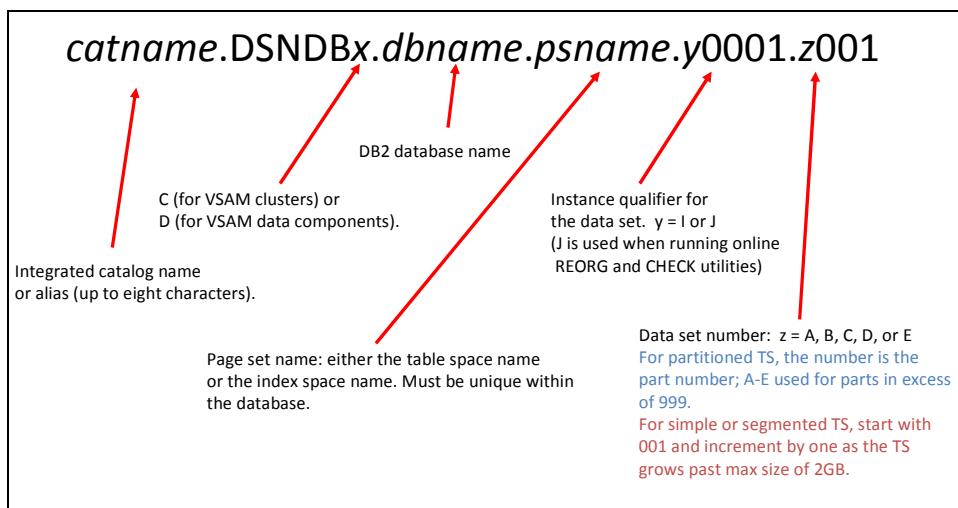 catname.DSNDBx.dbname.psname.y0001.z001
DB2 database name
C (for VSAM clusters) or
D (for VSAM data components).
Instance qualifier for
the data set.  y = I or J
(J is used when running online
REORG and CHECK utilities)
Integrated catalog name
or alias (up to eight characters).
Page set name: either the table space name
or the index space name. Must be unique within
the database.
Data set number:  z = A, B, C, D, or E
For partitioned TS, the number is the
part number; A-E used for parts in excess
of 999.
For simple or segmented TS, start with
001 and increment by one as the TS
grows past max size of 2GB.